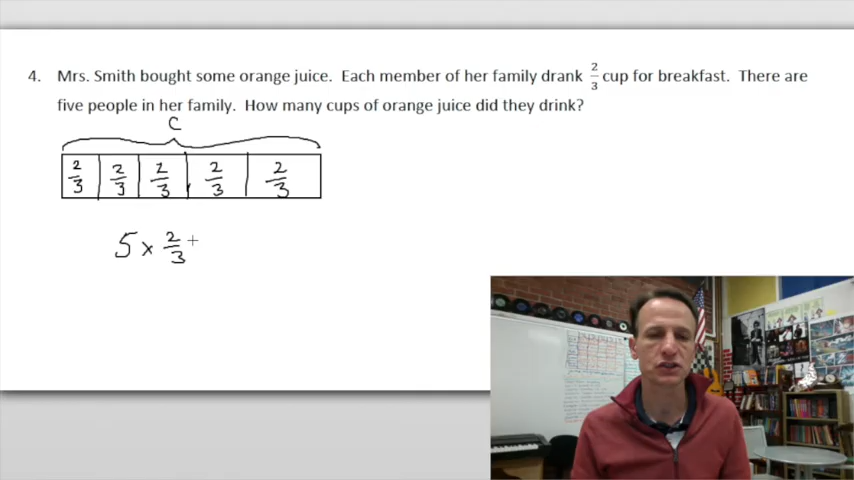 4. Mrs. Smith bought some orange juice. Each member of her family drank 2/3 cup for breakfast. There are
five people in her family. How many cups of orange juice did they drink?
C
2/3 2/3 2/3 2/3 2/3
5 × 2/3